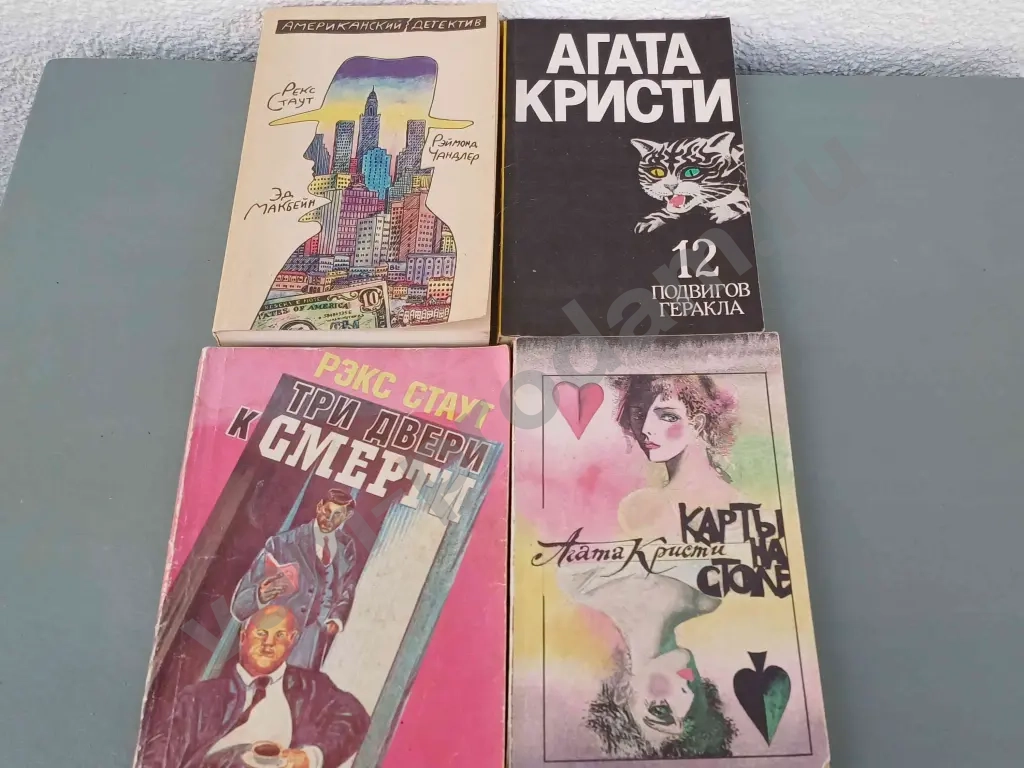 АМЕРИКАНСКИЙ ДЕТЕКТИВ
РЕКС
СТАУТ
РЭЙМОНД
ЧАНДЛЕР
ЭД
МАКБЕЙН
10
АГАТА
КРИСТИ
12
ПОДВИГОВ
ГЕРАКЛА
РЭКС СТАУТ
ТРИ ДВЕРИ
К СМЕРТИ
КАРТЫ
НА
СТОЛЕ
Агата Кристи